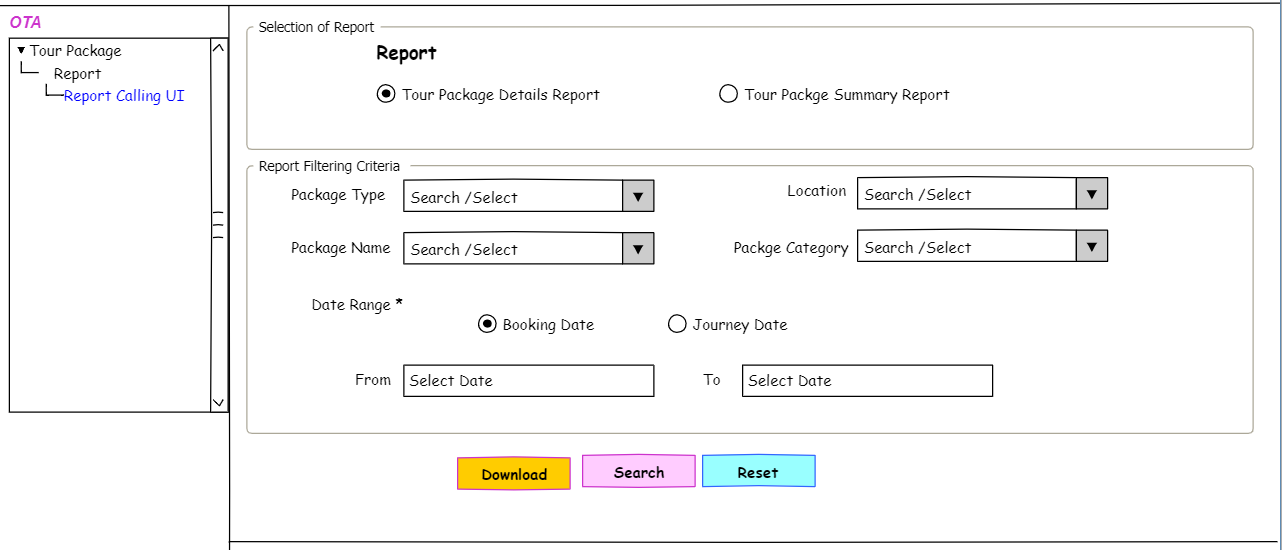 OTA
Tour Package
Report
Report Calling UI
Selection of Report
Report
Tour Package Details Report
Tour Packge Summary Report
Report Filtering Criteria
Package Type Search /Select
Location Search /Select
Package Name Search /Select
Packge Category Search /Select
Date Range *
Booking Date
Journey Date
From Select Date
To Select Date
Download
Search
Reset